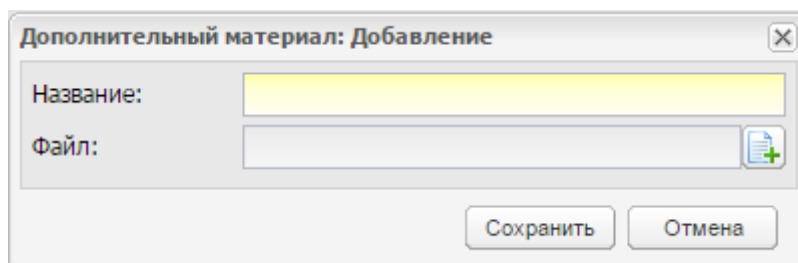 Дополнительный материал: Добавление
Название:
Файл:
Сохранить Отмена